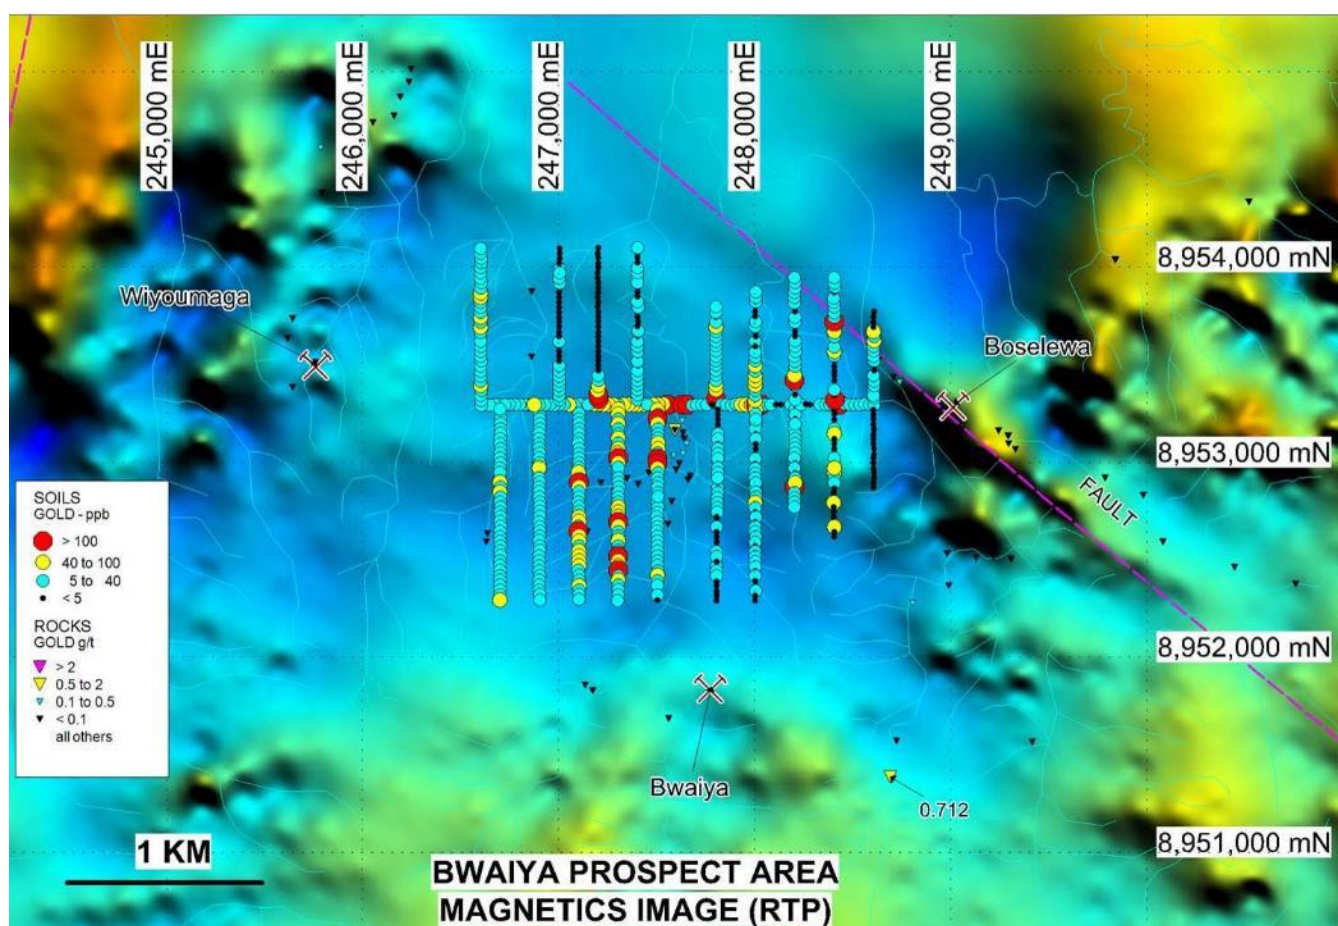 245,000 mE
246,000 mE
247,000 mE
248,000 mE
249,000 mE
8,954,000 mN
Wiyoumaga
Boselewa
8,953,000 mN
FAULT
SOILS
GOLD - ppb
> 100
40 to 100
5 to 40
< 5
ROCKS
GOLD g/t
> 2
0.5 to 2
0.1 to 0.5
< 0.1
all others
8,952,000 mN
Bwaiya
0.712
8,951,000 mN
1 KM
BWAIYA PROSPECT AREA
MAGNETICS IMAGE (RTP)